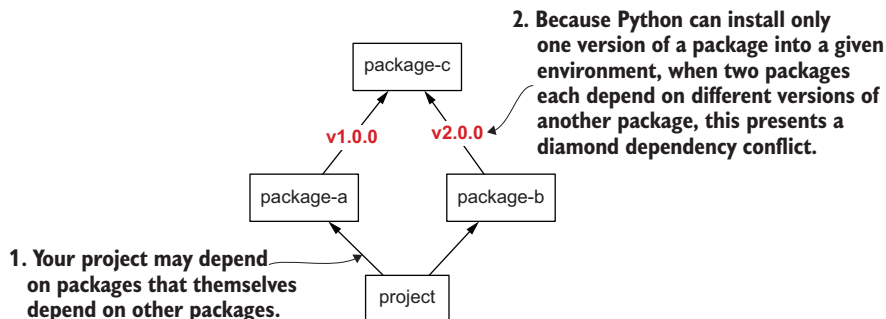 2. Because Python can install only
one version of a package into a given
environment, when two packages
each depend on different versions of
another package, this presents a
diamond dependency conflict.
package-c
v1.0.0
v2.0.0
package-a
package-b
1. Your project may depend
on packages that themselves
depend on other packages.
project